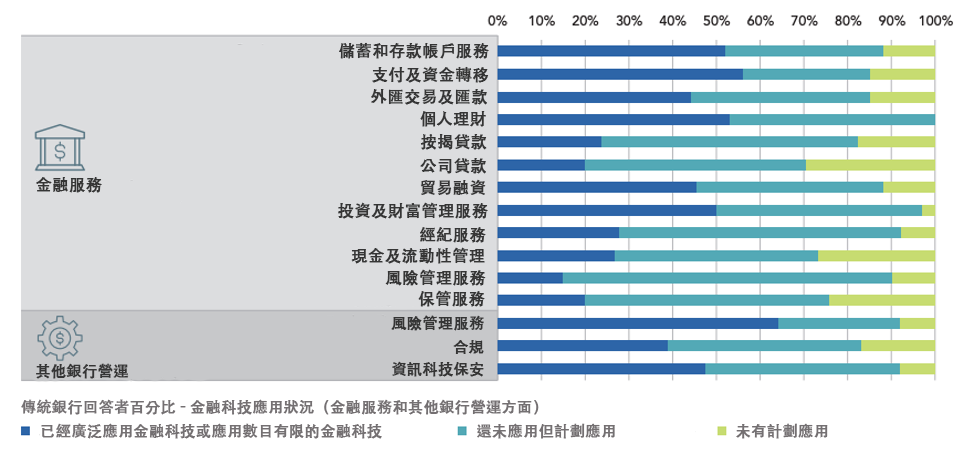 0% 10% 20% 30% 40% 50% 60% 70% 80% 90% 100%
儲蓄和存款帳戶服務
支付及資金轉移
外匯交易及匯款
個人理財
按揭貸款
公司貸款
貿易融資
投資及財富管理服務
經紀服務
現金及流動性管理
風險管理服務
保管服務
金融服務
風險管理服務
合規
資訊科技保安
其他銀行營運
傳統銀行回答者百分比 - 金融科技應用狀況（金融服務和其他銀行營運方面）
已經廣泛應用金融科技或應用數目有限的金融科技
還未應用但計劃應用
未有計劃應用